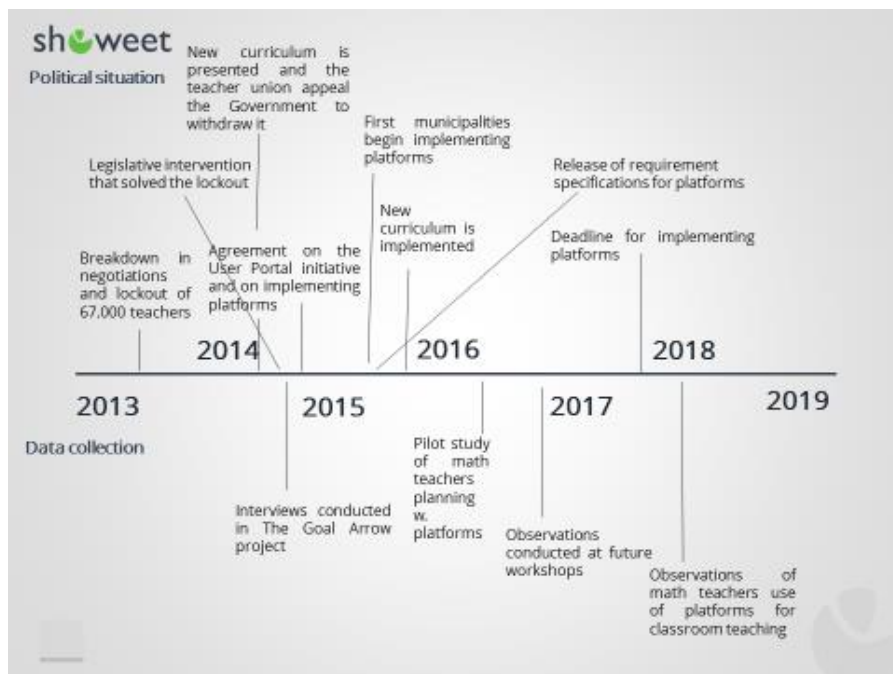 showeet
Political situation
New curriculum is
presented and the
teacher union appeal
the Government to
withdraw it
First municipalities
begin implementing
platforms
Legislative intervention
that solved the lockout
Release of requirement
specifications for platforms
New
curriculum is
implemented
Deadline for implementing
platforms
Breakdown in
negotiations
and lockout of
67.000 teachers
Agreement on the
User Portal initiative
and on implementing
platforms
2014
2016
2018
2013
2015
2017
2019
Data collection
Pilot study
of math
teachers
planning
w.
platforms
Interviews conducted
in The Goal Arrow
project
Observations
conducted at future
workshops
Observations of
math teachers use
of platforms for
classroom teaching